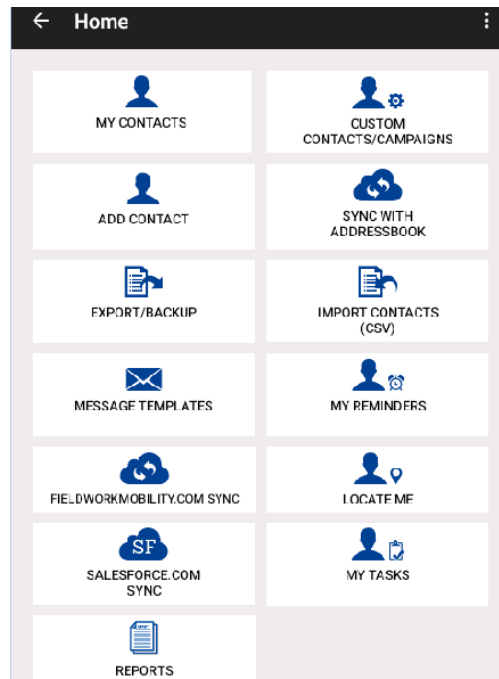 Home
MY CONTACTS
CUSTOM
CONTACTS/CAMPAIGNS
ADD CONTACT
SYNC WITH
ADDRESSBOOK
EXPORT/BACKUP
IMPORT CONTACTS
(CSV)
MESSAGE TEMPLATES
MY REMINDERS
FIELDWORKMOBILITY.COM SYNC
LOCATE ME
SF
SALESFORCE.COM
SYNC
MY TASKS
REPORTS